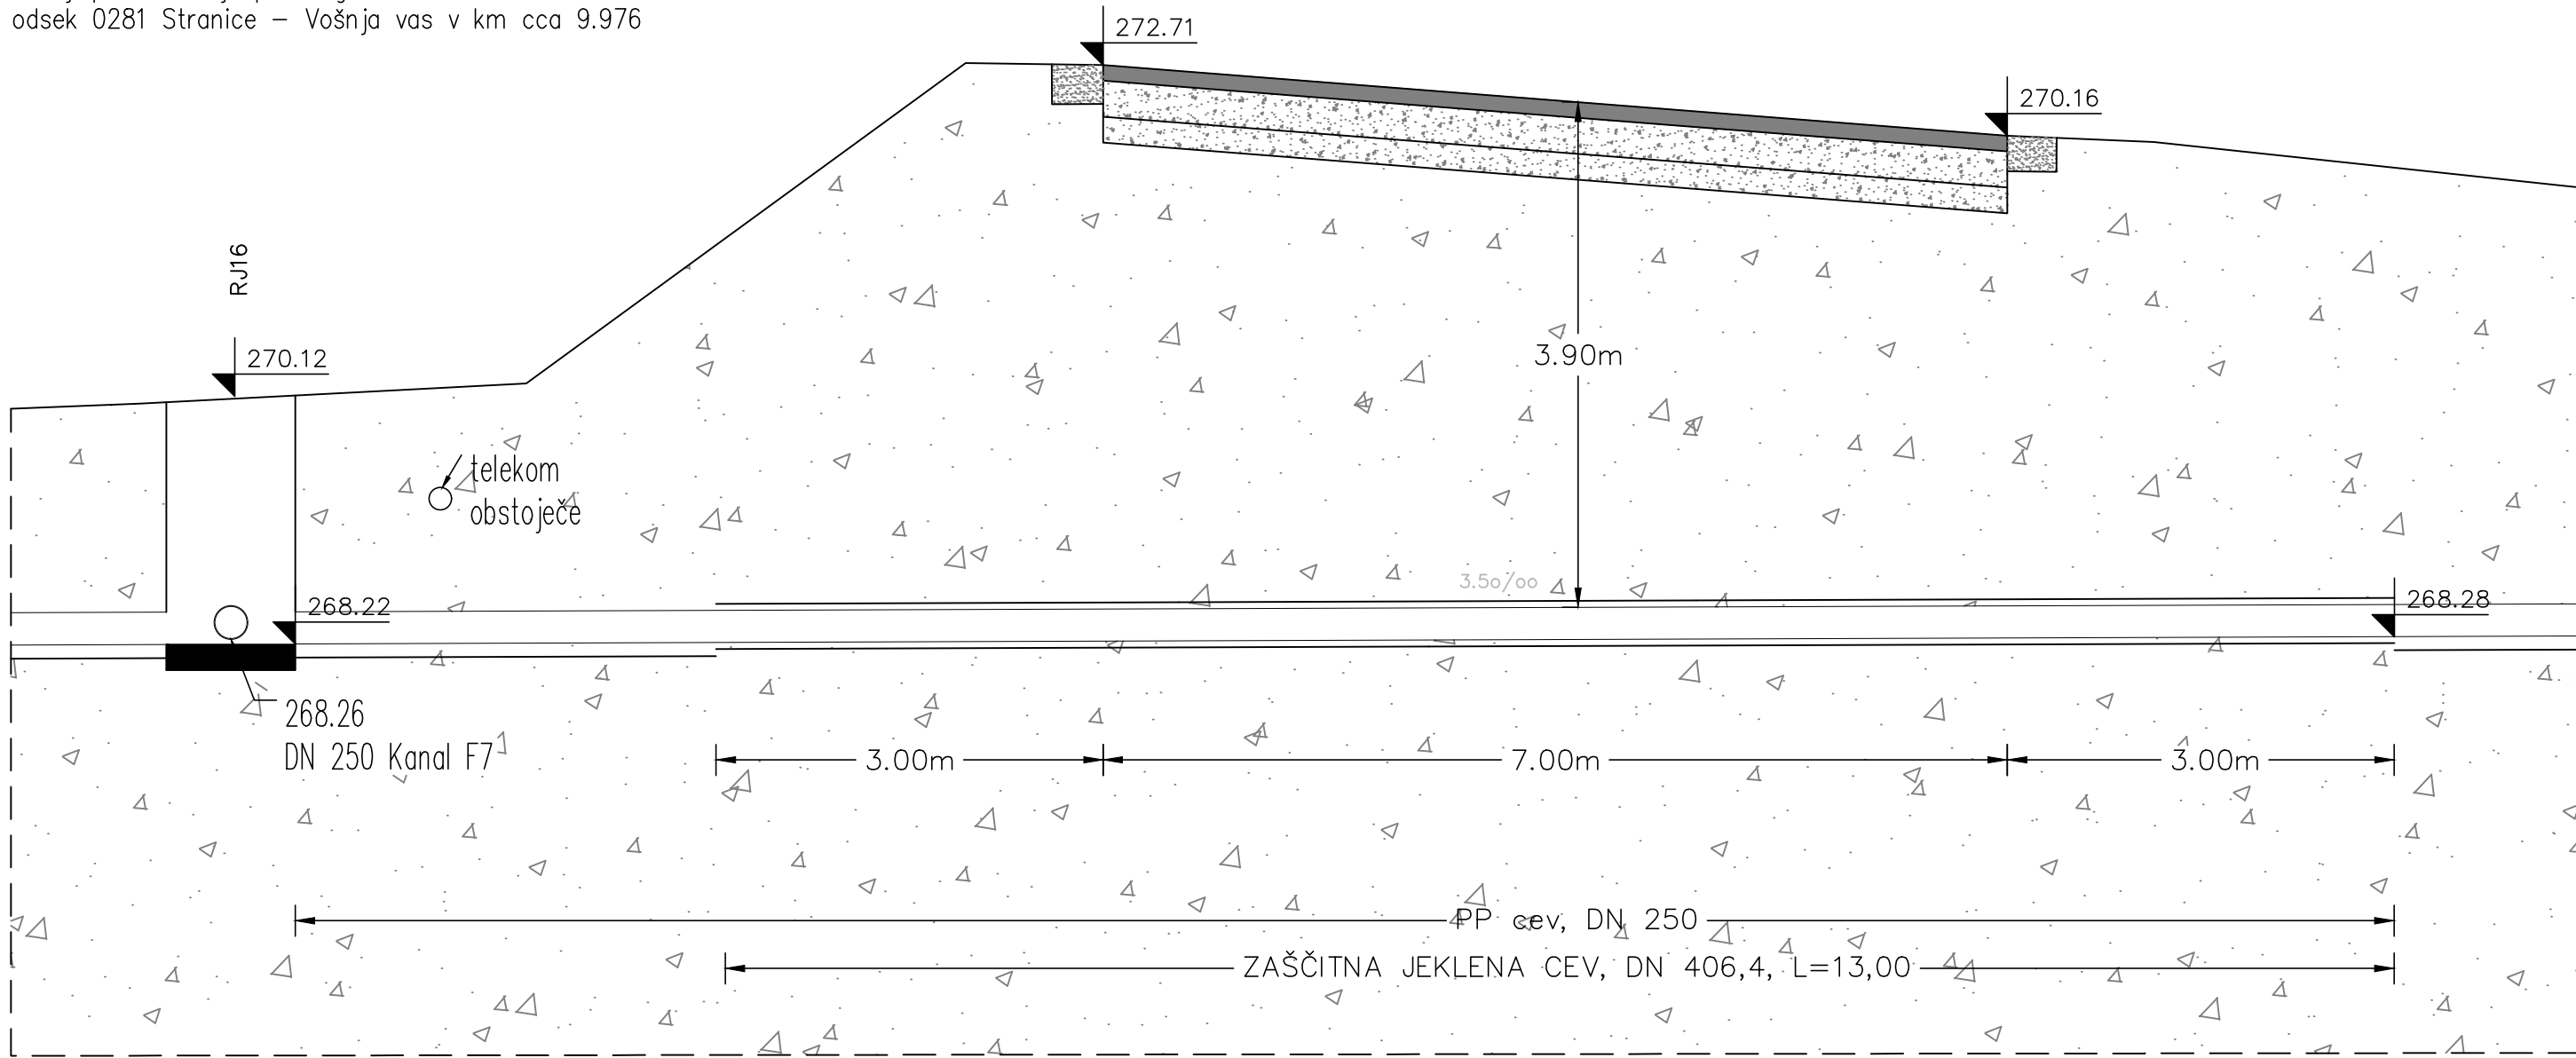 odsek 0281 Stranice – Vošnja vas v km cca 9.976
272.71
270.16
RJ16
270.12
3.90m
telekom
obstoječe
3.5o/oo
268.22
268.28
268.26
DN 250 Kanal F7
3.00m
7.00m
3.00m
PP cev, DN 250
ZAŠČITNA JEKLENA CEV, DN 406,4, L=13,00